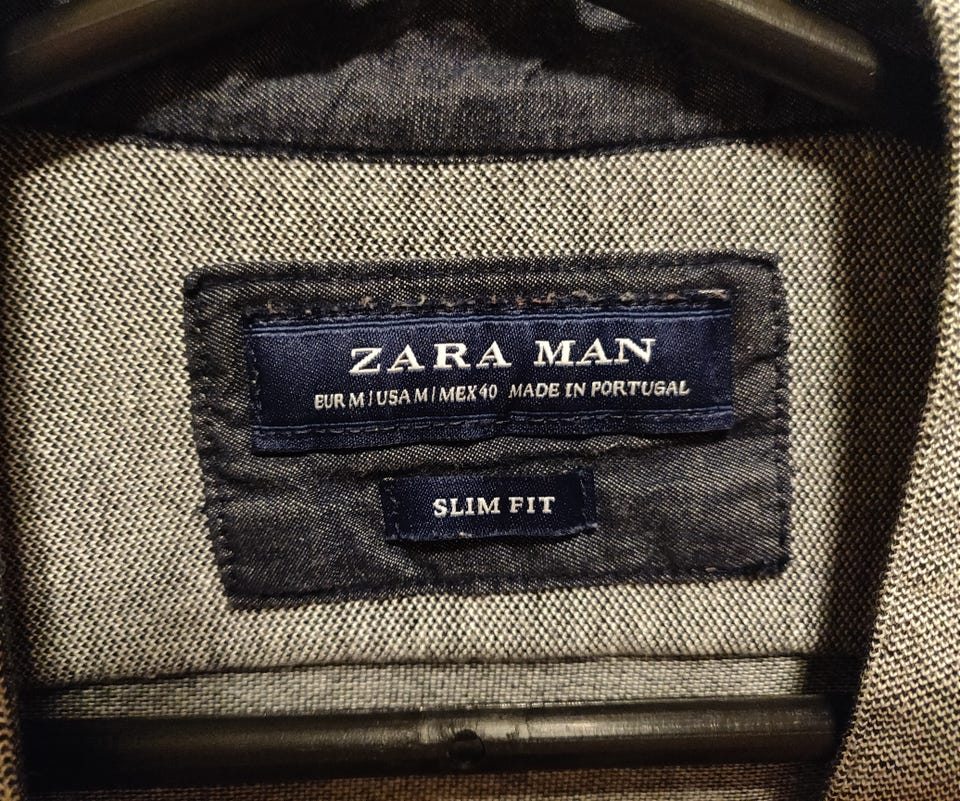 ZARA MAN
EUR M | USA M | MEX 40 MADE IN PORTUGAL
SLIM FIT